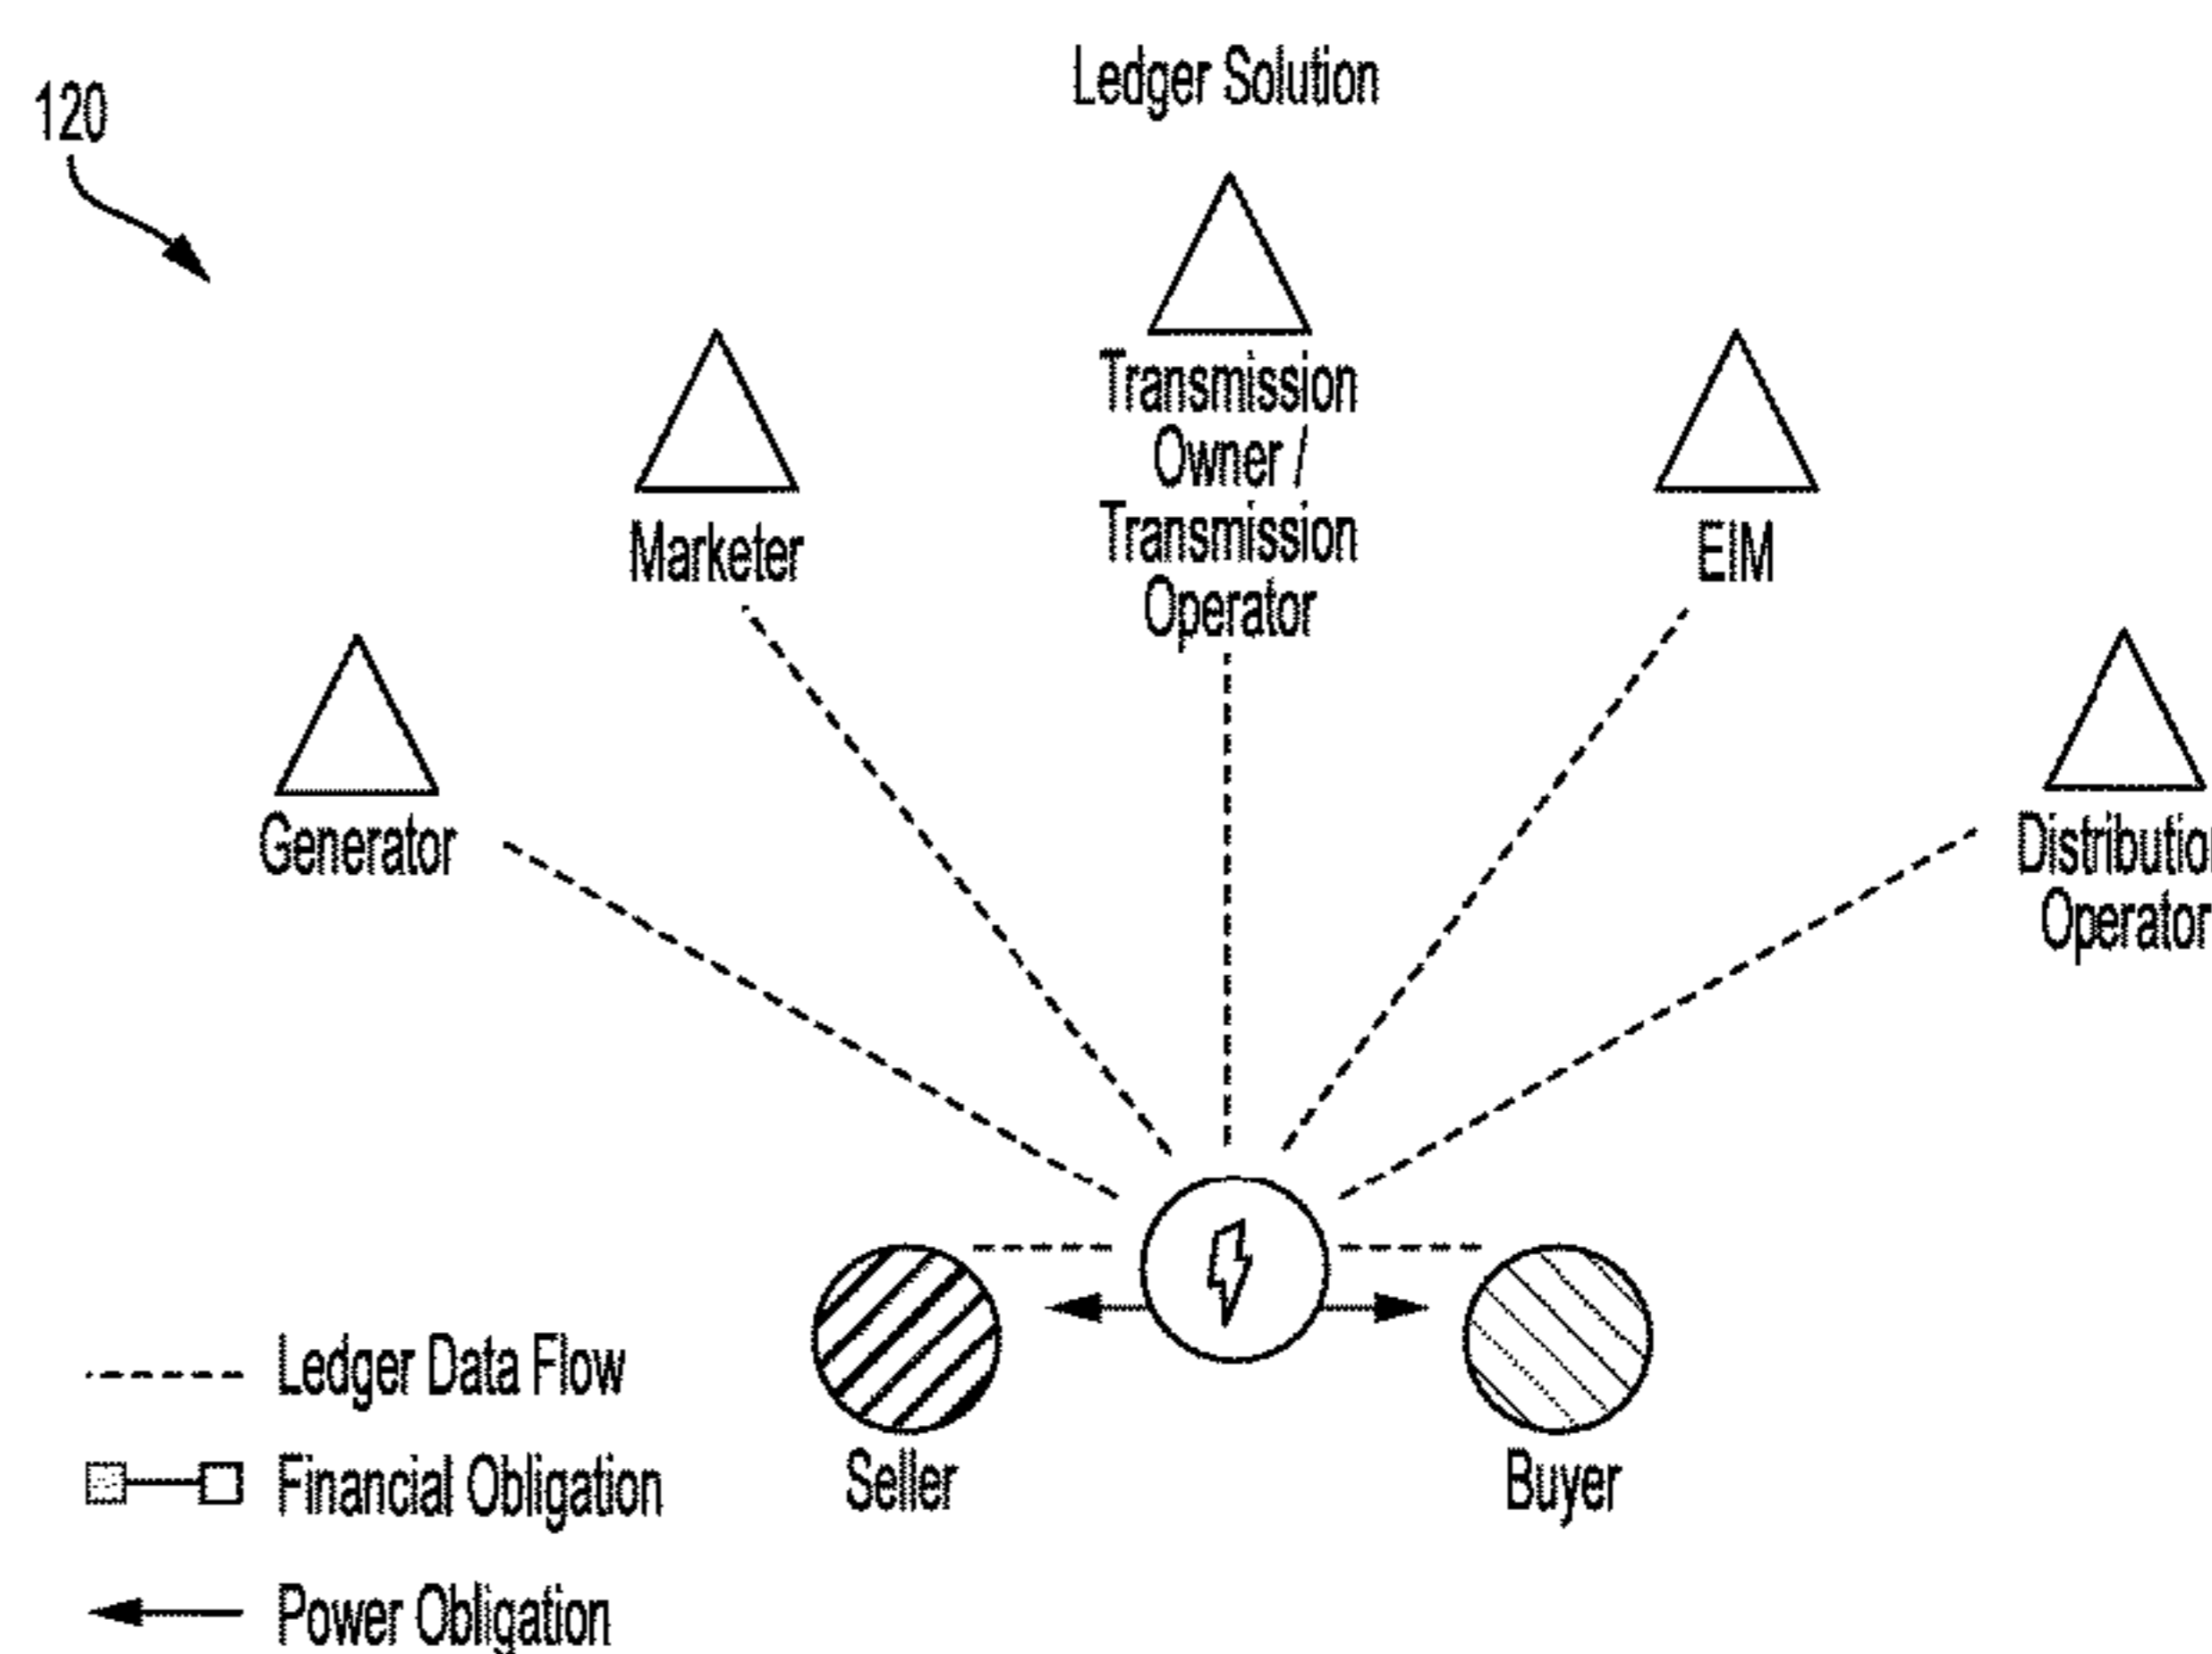 Ledger Solution
120
Transmission
Owner /
Transmission
Operator
Marketer
EIM
Generator
Distributio
Operator
Ledger Data Flow
Financial Obligation
Power Obligation
Seller
Buyer